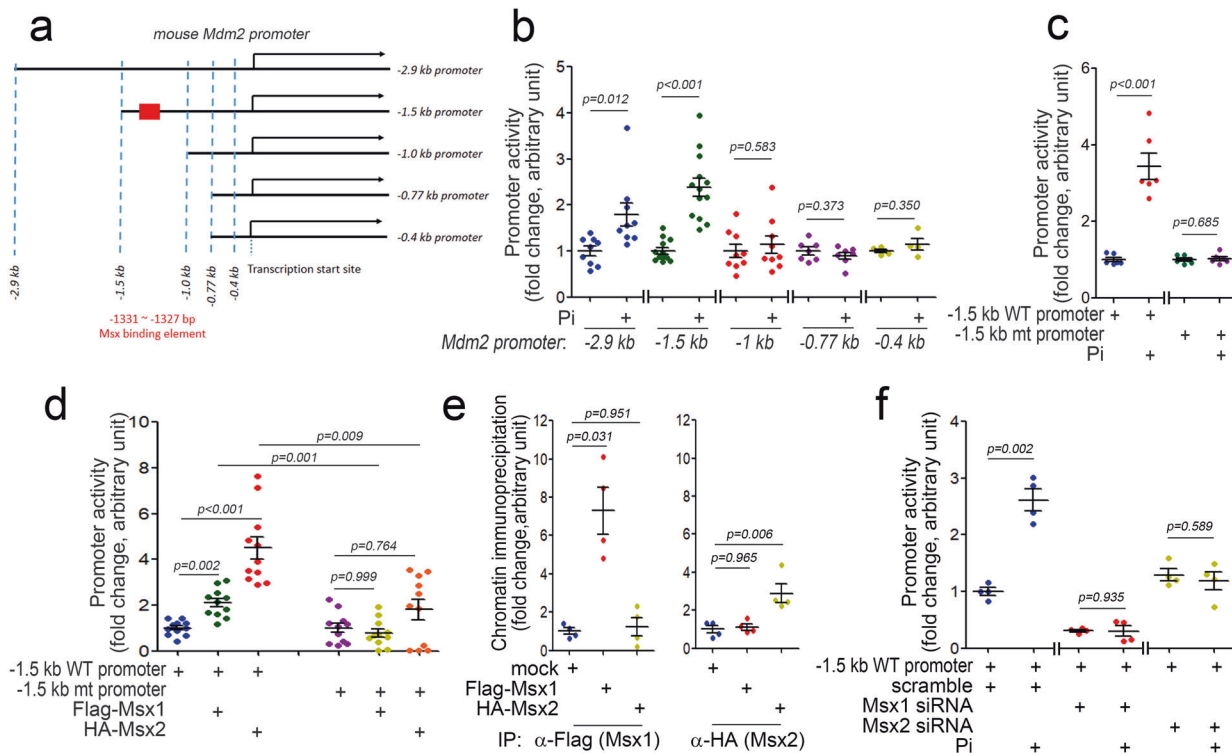 a
mouse Mdm2 promoter
-2.9 kb promoter
-1.5 kb promoter
-1.0 kb promoter
-0.77 kb promoter
-0.4 kb promoter
Transcription start site
-2.9 kb
-1.5 kb
-1.0 kb
-0.77 kb
-0.4 kb
-1331 ~ -1327 bp
Msx binding element
b
Promoter activity
(fold change, arbitrary unit)
5
4
3
2
1
0
p=0.012
p<0.001
p=0.583
p=0.373
p=0.350
Pi + + + + +
Mdm2 promoter: -2.9 kb -1.5 kb -1 kb -0.77 kb -0.4 kb
c
Promoter activity
(fold change, arbitrary unit)
6
4
2
0
p<0.001
p=0.685
-1.5 kb WT promoter + +
-1.5 kb mt promoter + +
Pi + +
d
Promoter activity
(fold change, arbitrary unit)
10
8
6
4
2
0
p=0.009
p=0.001
p<0.001
p=0.002
p=0.764
p=0.999
-1.5 kb WT promoter + + +
-1.5 kb mt promoter + + +
Flag-Msx1 + +
HA-Msx2 + +
e
Chromatin immunoprecipitation
(fold change,arbitrary unit)
12
10
8
6
4
2
0
p=0.951
p=0.031
12
10
8
6
4
2
0
p=0.006
p=0.965
mock + +
Flag-Msx1 + +
HA-Msx2 + +
IP: α-Flag (Msx1) α-HA (Msx2)
f
Promoter activity
(fold change, arbitrary unit)
4
3
2
1
0
p=0.002
p=0.935
p=0.589
-1.5 kb WT promoter + + + + + +
scramble + +
Msx1 siRNA + +
Msx2 siRNA + +
Pi + + +